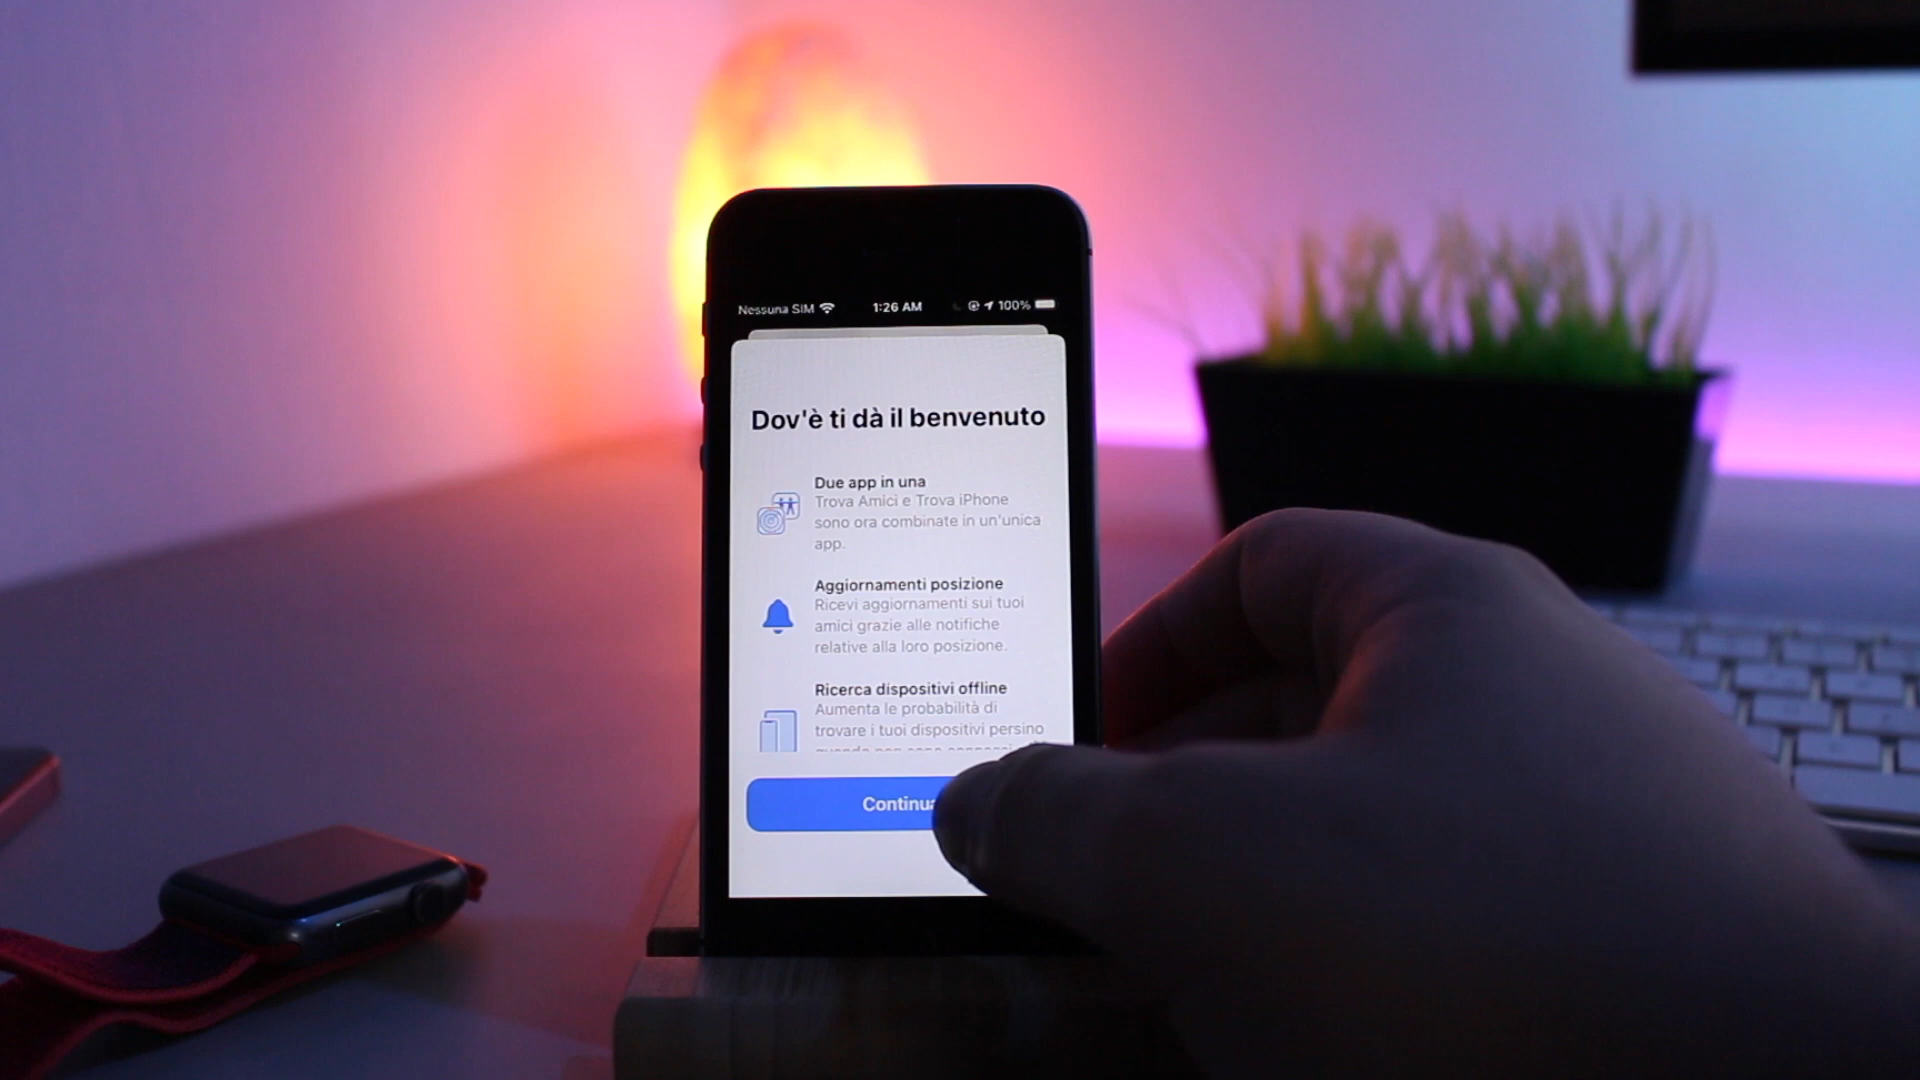 Nessuna SIM 1:26 AM 100%
Dov'è ti dà il benvenuto
Due app in una
Trova Amici e Trova iPhone
sono ora combinate in un'unica
app.
Aggiornamenti posizione
Ricevi aggiornamenti sui tuoi
amici grazie alle notifiche
relative alla loro posizione.
Ricerca dispositivi offline
Aumenta le probabilità di
trovare i tuoi dispositivi persino
Continua